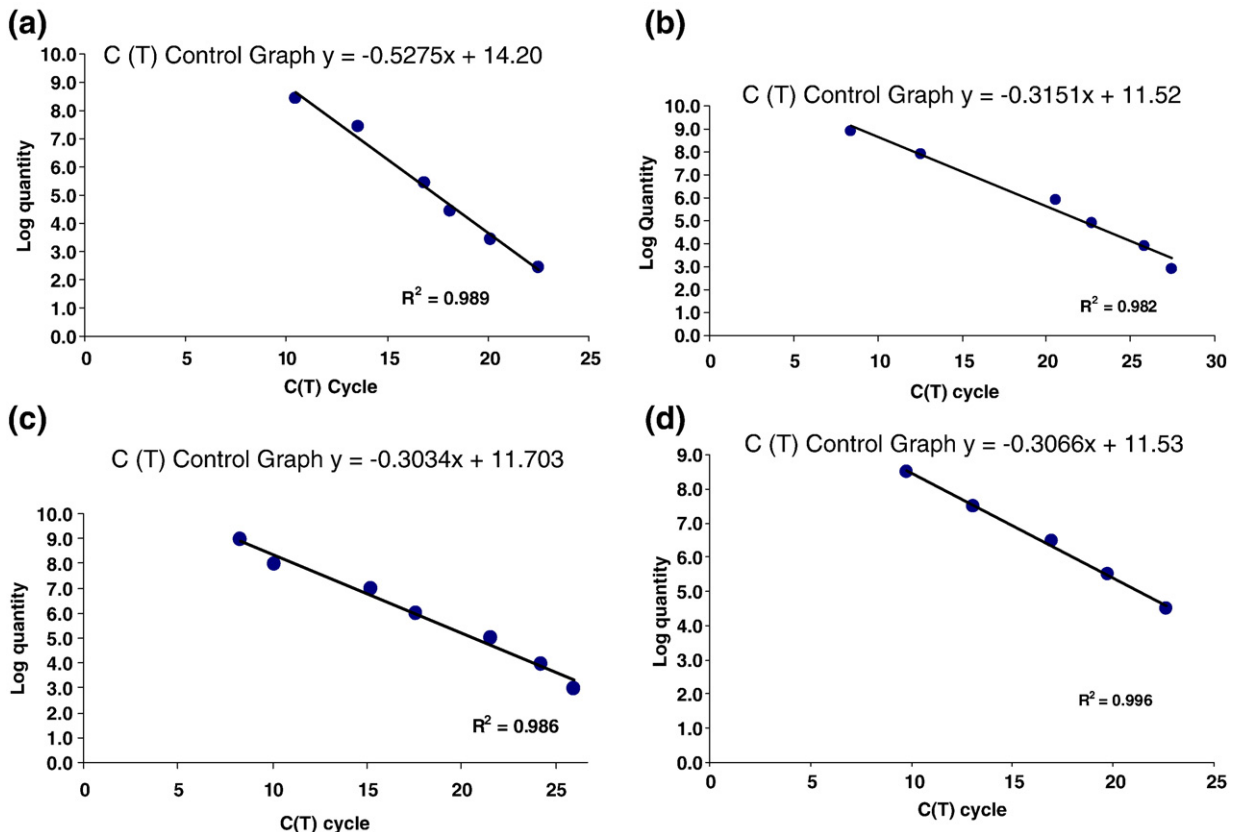 (a)
C (T) Control Graph y = -0.5275x + 14.20
10.0
9.0
8.0
7.0
6.0
5.0
4.0
3.0
2.0
1.0
0.0
Log quantity
R² = 0.989
0 5 10 15 20 25
C(T) Cycle
(b)
C (T) Control Graph y = -0.3151x + 11.52
10.0
9.0
8.0
7.0
6.0
5.0
4.0
3.0
2.0
1.0
0.0
Log Quantity
R² = 0.982
0 5 10 15 20 25 30
C(T) cycle
(c)
C (T) Control Graph y = -0.3034x + 11.703
10.0
9.0
8.0
7.0
6.0
5.0
4.0
3.0
2.0
1.0
0.0
Log quantity
R² = 0.986
0 5 10 15 20 25
C(T) cycle
(d)
C (T) Control Graph y = -0.3066x + 11.53
9.0
8.0
7.0
6.0
5.0
4.0
3.0
2.0
1.0
0.0
Log quantity
R² = 0.996
0 5 10 15 20 25
C(T) cycle